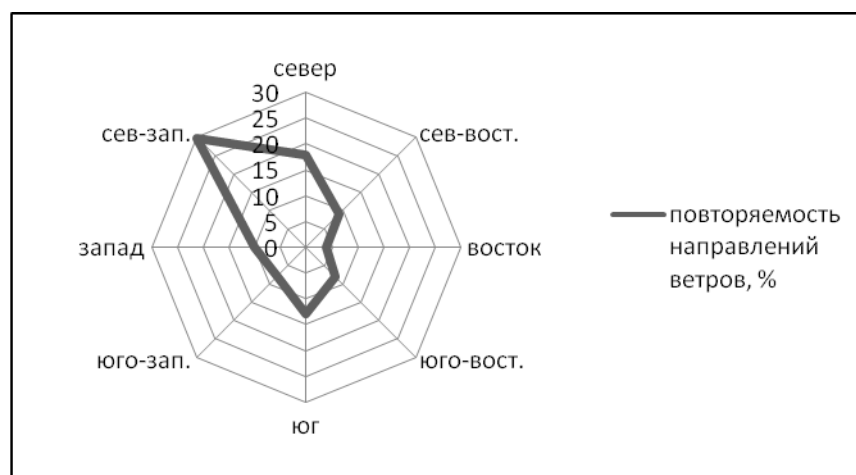 север
30
25
20
15
10
5
0
сев-зап.
сев-вост.
запад
восток
юго-зап.
юго-вост.
юг
повторяемость
направлений
ветров, %